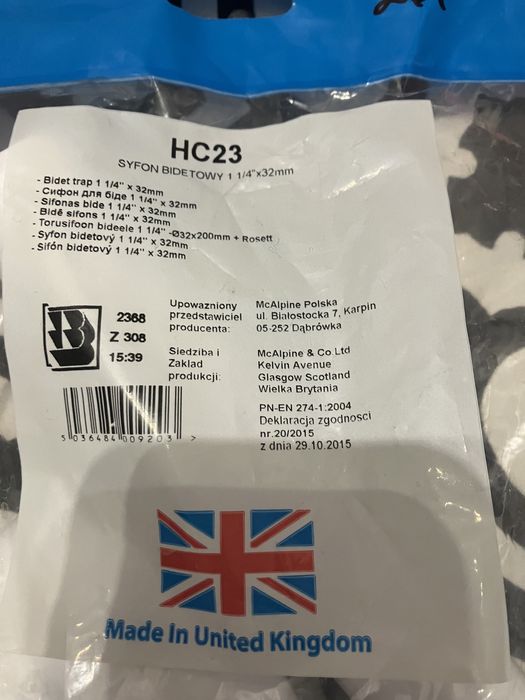 HC23
SYFON BIDETOWY 1 1/4"x32mm
- Bidet trap 1 1/4" x 32mm
- Сифон для біде 1 1/4" x 32mm
- Sifonas bide 1 1/4" x 32mm
- Bidē sifons 1 1/4" x 32mm
- Torusifoon bideele 1 1/4" -Ø32x200mm + Rosett
- Syfon bidetový 1 1/4" x 32mm
- Sifón bidetový 1 1/4" x 32mm
2368
Z 308
15:39
Upowazniony
przedstawiciel
producenta:
McAlpine Polska
ul. Białostocka 7, Karpin
05-252 Dąbrówka
Siedziba i
Zaklad
produkcji:
McAlpine & Co.Ltd
Kelvin Avenue
Glasgow Scotland
Wielka Brytania
PN-EN 274-1:2004
Deklaracja zgodnosci
nr.20/2015
z dnia 29.10.2015
5 036484 009203 >
Made In United Kingdom